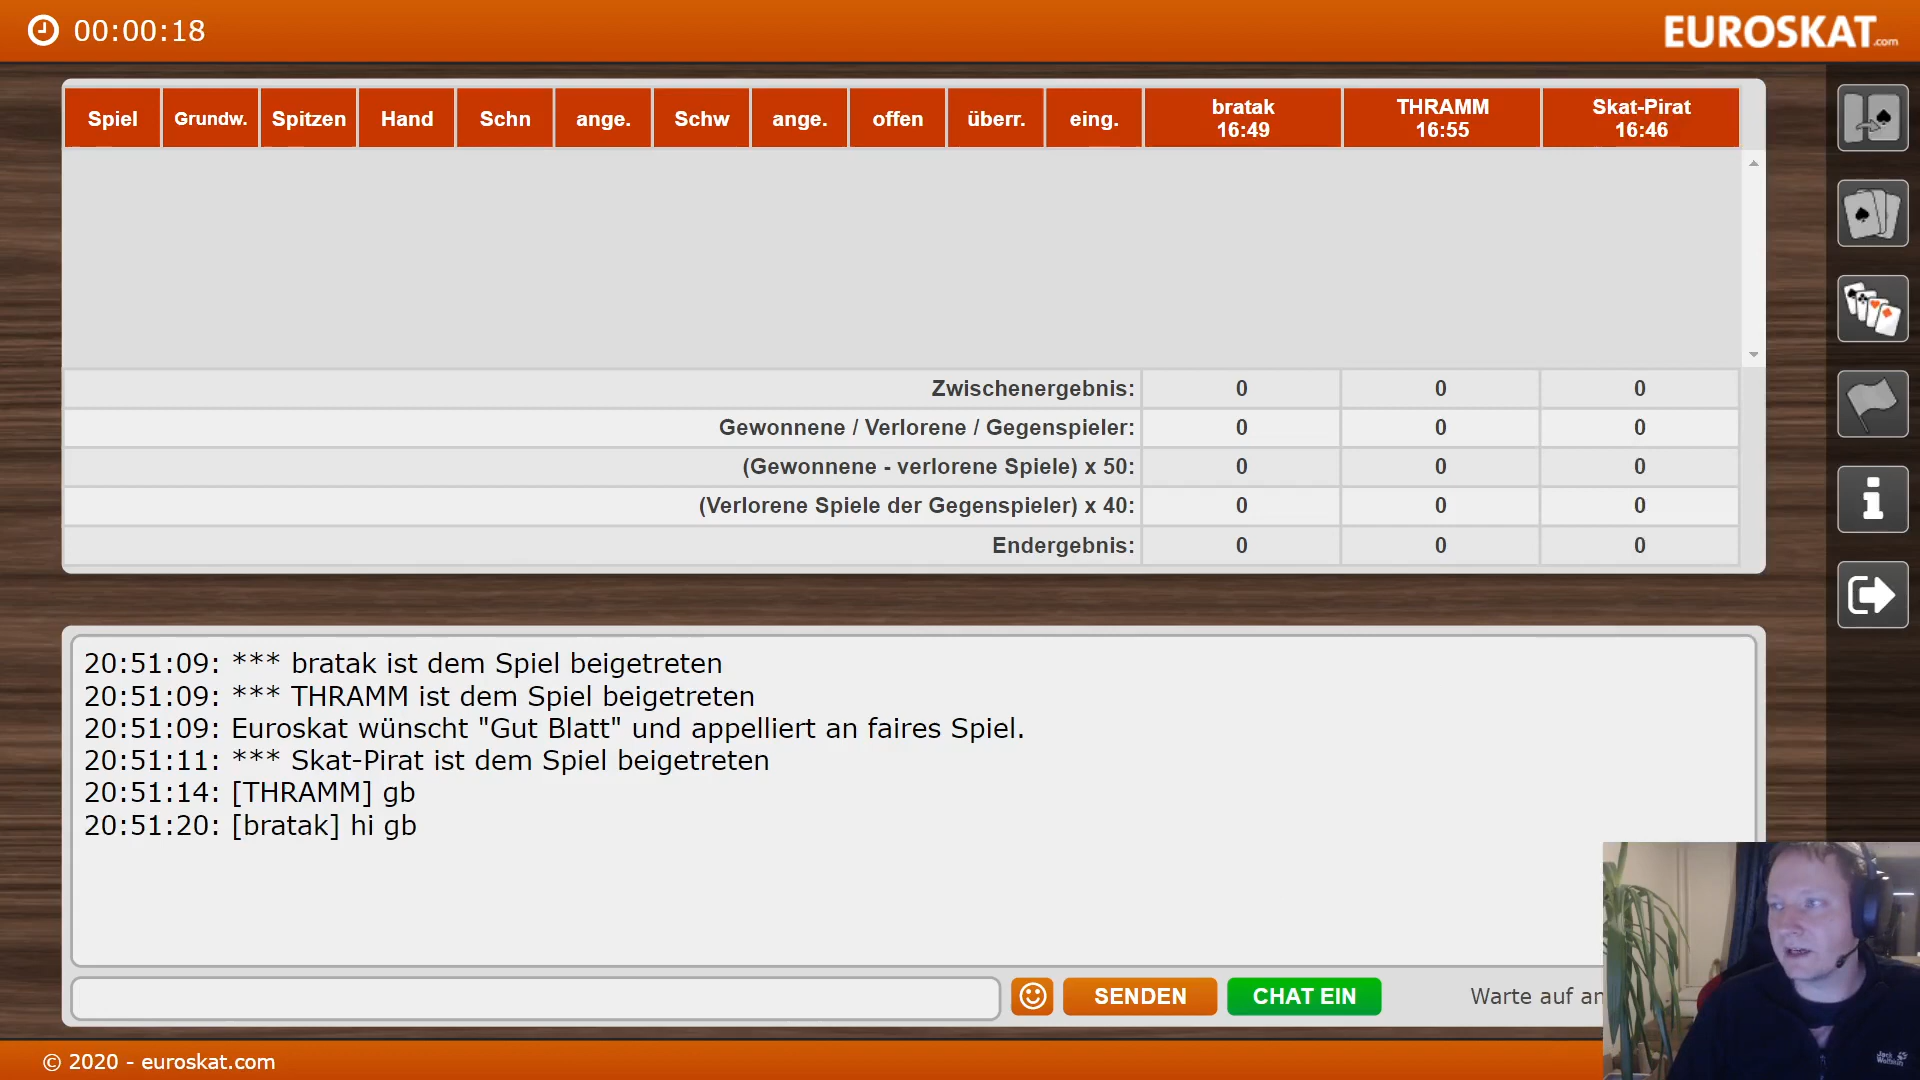 00:00:18
EUROSKAT.com
Spiel Grundw. Spitzen Hand Schn ange. Schw ange. offen überr. eing. bratak 16:49 THRAMM 16:55 Skat-Pirat 16:46
Zwischenergebnis: 0 0 0
Gewonnene / Verlorene / Gegenspieler: 0 0 0
(Gewonnene - verlorene Spiele) x 50: 0 0 0
(Verlorene Spiele der Gegenspieler) x 40: 0 0 0
Endergebnis: 0 0 0
20:51:09: *** bratak ist dem Spiel beigetreten
20:51:09: *** THRAMM ist dem Spiel beigetreten
20:51:09: Euroskat wünscht "Gut Blatt" und appelliert an faires Spiel.
20:51:11: *** Skat-Pirat ist dem Spiel beigetreten
20:51:14: [THRAMM] gb
20:51:20: [bratak] hi gb
SENDEN CHAT EIN Warte auf
Jack Wolfskin
© 2020 - euroskat.com